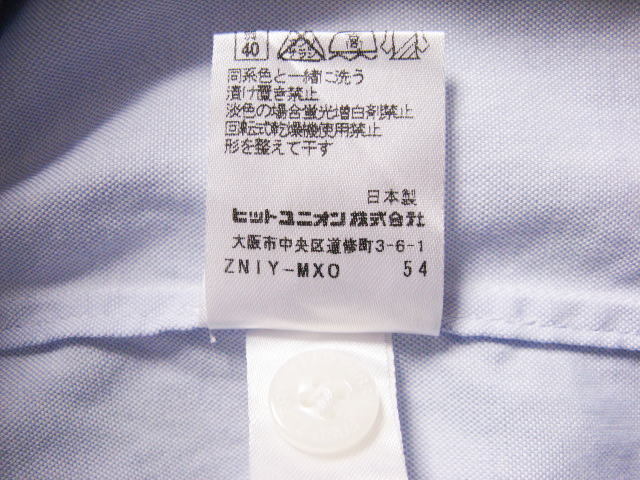 40
同系色と一緒に洗う
漬け置き禁止
淡色の場合蛍光増白剤禁止
回転式乾燥機使用禁止
形を整えて干す
日本製
ヒットユニオン株式会社
大阪市中央区道修町3-6-1
ZNIY-MXO 54